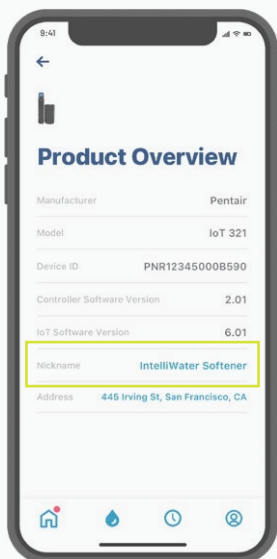 9:41
Product Overview
Manufacturer Pentair
Model IoT 321
Device ID PNR12345000B590
Controller Software Version 2.01
IoT Software Version 6.01
Nickname IntelliWater Softener
Address 445 Irving St, San Francisco, CA